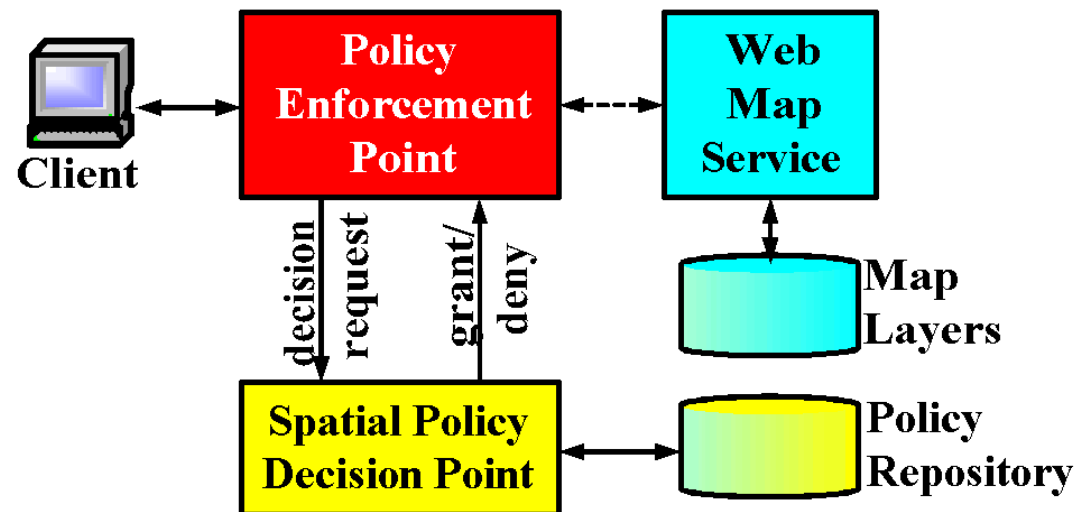 Policy
Enforcement
Point
Web
Map
Service
Client
decision
request
grant/
deny
Map
Layers
Spatial Policy
Decision Point
Policy
Repository